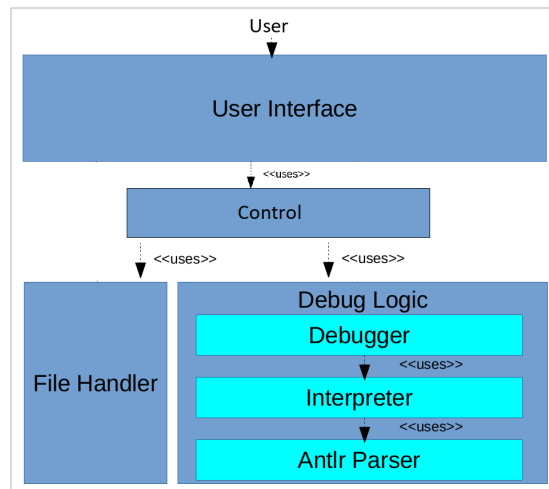 User
User Interface
<<uses>>
Control
<<uses>>
<<uses>>
File Handler
Debug Logic
Debugger
<<uses>>
Interpreter
<<uses>>
Antlr Parser